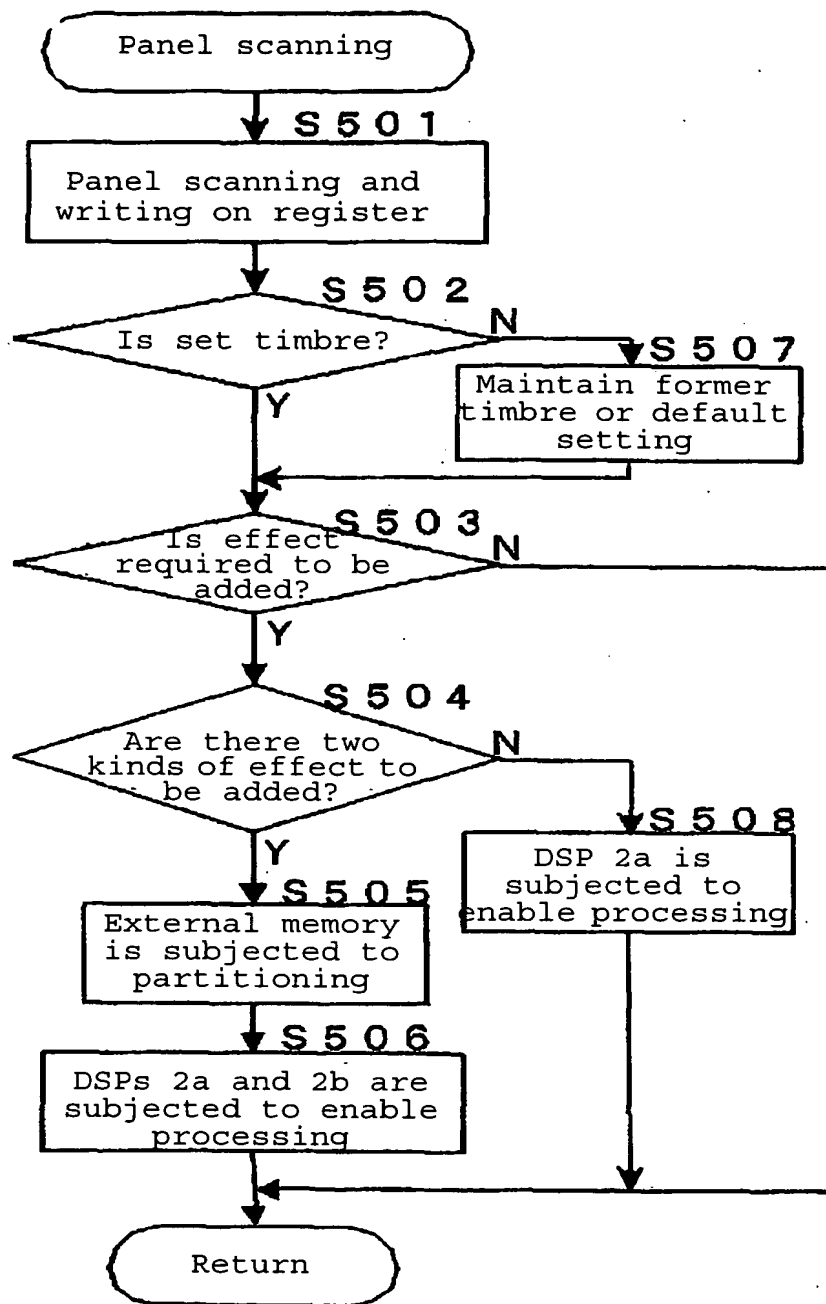 Panel scanning
S501
Panel scanning and
writing on register
S502
Is set timbre?
N
S507
Maintain former
timbre or default
setting
Y
S503
Is effect
required to be
added?
N
Y
S504
Are there two
kinds of effect to
be added?
N
S508
DSP 2a is
subjected to
enable processing
Y
S505
External memory
is subjected to
partitioning
S506
DSPs 2a and 2b are
subjected to enable
processing
Return